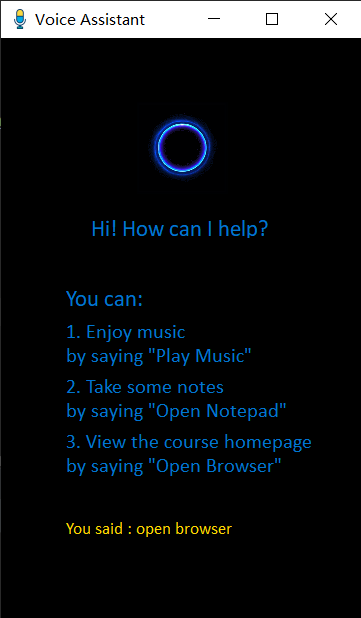 Voice Assistant
Hi! How can I help?
You can:
1. Enjoy music
by saying "Play Music"
2. Take some notes
by saying "Open Notepad"
3. View the course homepage
by saying "Open Browser"
You said : open browser